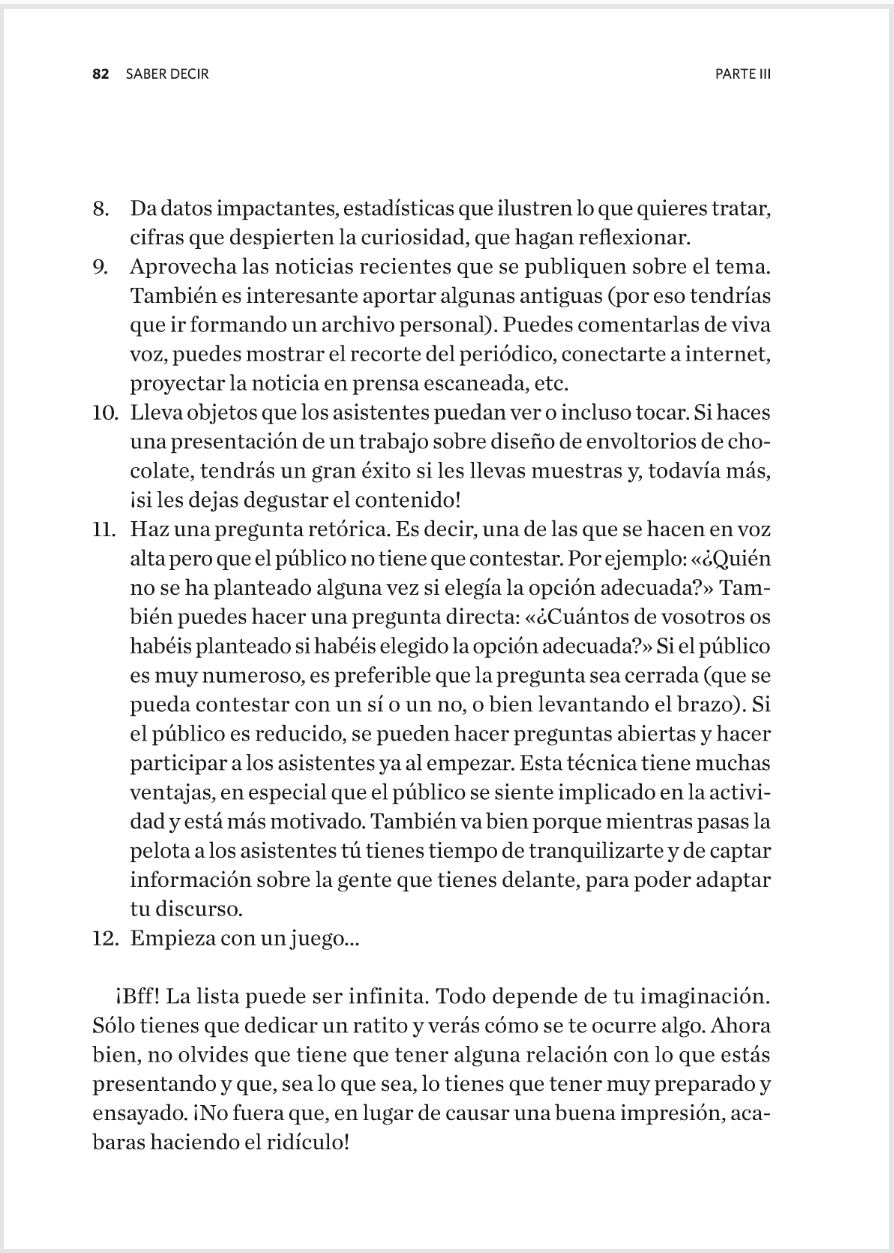 82 SABER DECIR PARTE III
8. Da datos impactantes, estadísticas que ilustren lo que quieres tratar,
cifras que despierten la curiosidad, que hagan reflexionar.
9. Aprovecha las noticias recientes que se publiquen sobre el tema.
También es interesante aportar algunas antiguas (por eso tendrías
que ir formando un archivo personal). Puedes comentarlas de viva
voz, puedes mostrar el recorte del periódico, conectarte a internet,
proyectar la noticia en prensa escaneada, etc.
10. Lleva objetos que los asistentes puedan ver o incluso tocar. Si haces
una presentación de un trabajo sobre diseño de envoltorios de cho-
colate, tendrás un gran éxito si les llevas muestras y, todavía más,
¡si les dejas degustar el contenido!
11. Haz una pregunta retórica. Es decir, una de las que se hacen en voz
alta pero que el público no tiene que contestar. Por ejemplo: «¿Quién
no se ha planteado alguna vez si elegía la opción adecuada?» Tam-
bién puedes hacer una pregunta directa: «¿Cuántos de vosotros os
habéis planteado si habéis elegido la opción adecuada?» Si el público
es muy numeroso, es preferible que la pregunta sea cerrada (que se
pueda contestar con un sí o un no, o bien levantando el brazo). Si
el público es reducido, se pueden hacer preguntas abiertas y hacer
participar a los asistentes ya al empezar. Esta técnica tiene muchas
ventajas, en especial que el público se siente implicado en la activi-
dad y está más motivado. También va bien porque mientras pasas la
pelota a los asistentes tú tienes tiempo de tranquilizarte y de captar
información sobre la gente que tienes delante, para poder adaptar
tu discurso.
12. Empieza con un juego...
¡Bff! La lista puede ser infinita. Todo depende de tu imaginación.
Sólo tienes que dedicar un ratito y verás cómo se te ocurre algo. Ahora
bien, no olvides que tiene que tener alguna relación con lo que estás
presentando y que, sea lo que sea, lo tienes que tener muy preparado y
ensayado. ¡No fuera que, en lugar de causar una buena impresión, aca-
baras haciendo el ridículo!